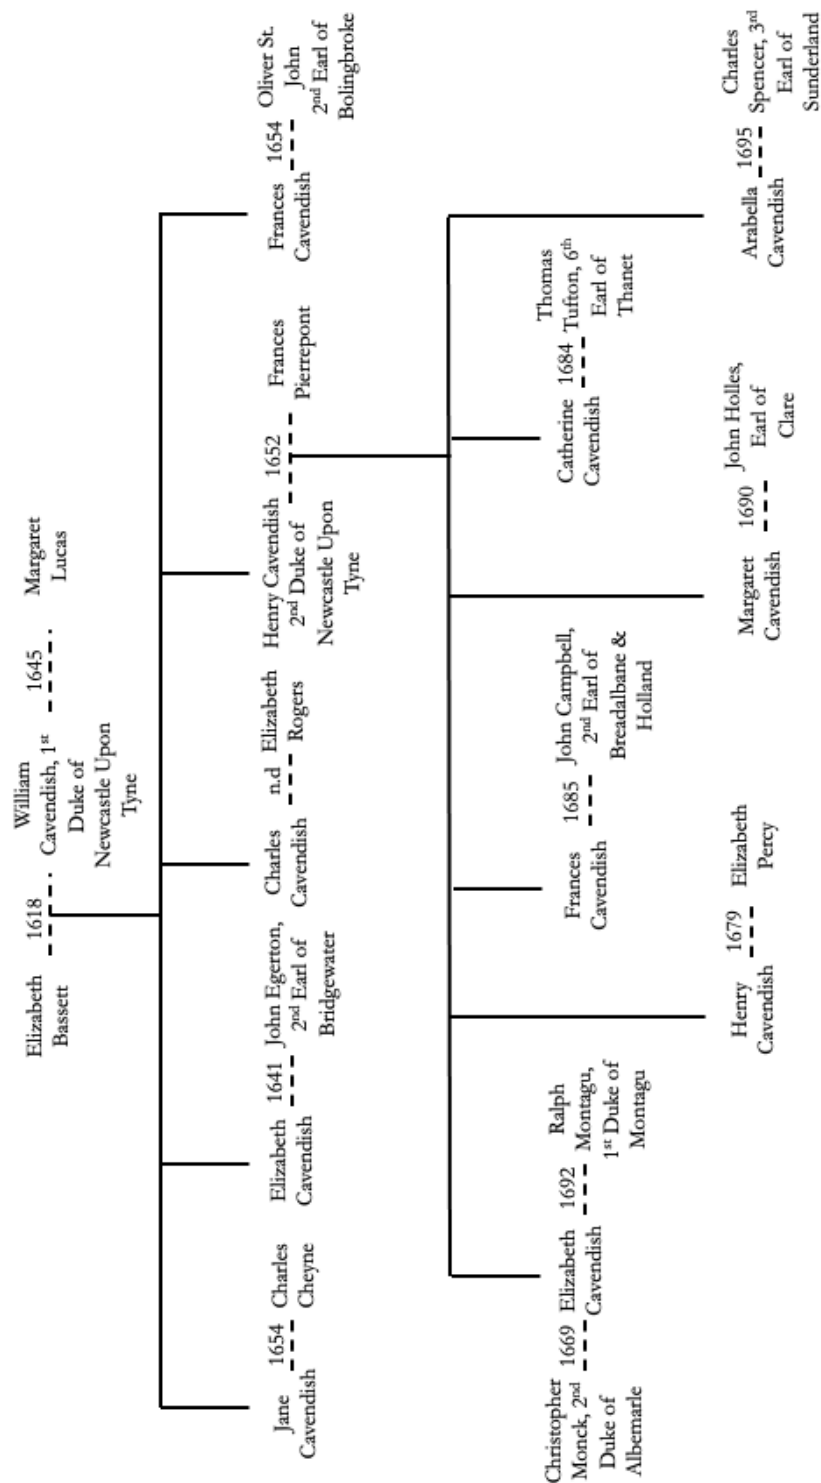 Elizabeth
Bassett
1618
William
Cavendish, 1st
Duke of
Newcastle Upon
Tyne
1645
Margaret
Lucas
Jane
Cavendish
1654
Charles
Cheyne
Elizabeth
Cavendish
1641
John Egerton,
2nd Earl of
Bridgewater
Charles
Cavendish
n.d
Elizabeth
Rogers
Henry Cavendish
2nd Duke of
Newcastle Upon
Tyne
1652
Frances
Pierrepont
Frances
Cavendish
1654
Oliver St.
John
2nd Earl of
Bolingbroke
Christopher
Monck, 2nd
Duke of
Albemarle
1669
Elizabeth
Cavendish
1692
Ralph
Montagu,
1st Duke of
Montagu
Frances
Cavendish
1685
John Campbell,
2nd Earl of
Breadalbane &
Holland
Catherine
Cavendish
1684
Thomas
Tufton, 6th
Earl of
Thanet
Henry
Cavendish
1679
Elizabeth
Percy
Margaret
Cavendish
1690
John Holles,
Earl of
Clare
Arabella
Cavendish
1695
Charles
Spencer, 3rd
Earl of
Sunderland